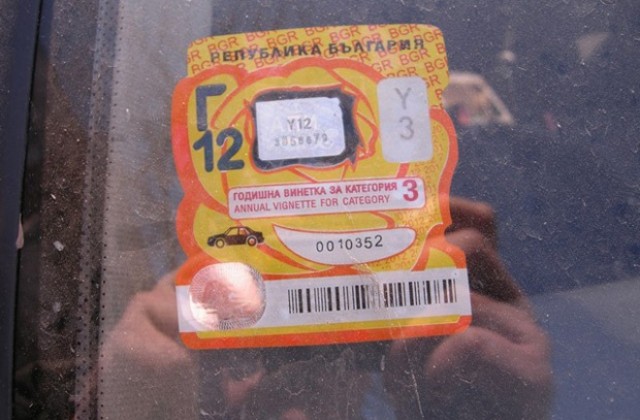 РЕПУБЛИКА БЪЛГАРИЯ
Г
12
Y12
Y
3
ГОДИШНА ВИНЕТКА ЗА КАТЕГОРИЯ 3
ANNUAL VIGNETTE FOR CATEGORY
0010352